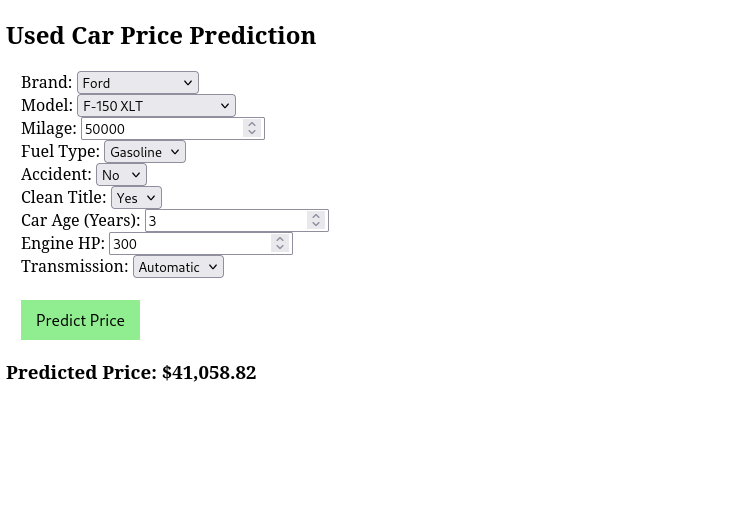 Used Car Price Prediction
Brand: Ford
Model: F-150 XLT
Milage: 50000
Fuel Type: Gasoline
Accident: No
Clean Title: Yes
Car Age (Years): 3
Engine HP: 300
Transmission: Automatic
Predict Price
Predicted Price: $41,058.82